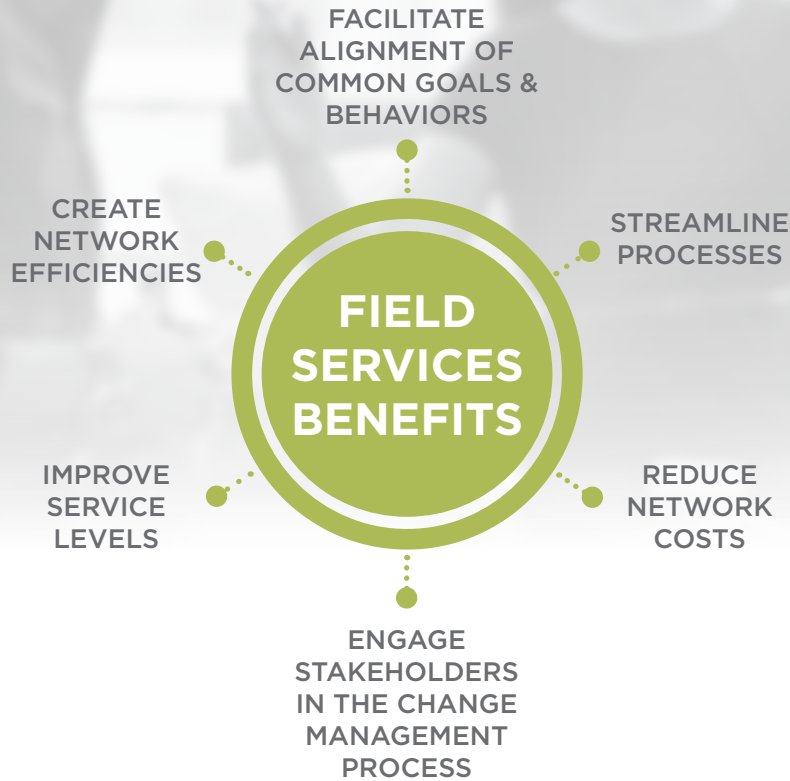 FACILITATE
ALIGNMENT OF
COMMON GOALS &
BEHAVIORS
CREATE
NETWORK
EFFICIENCIES
STREAMLINE
PROCESSES
FIELD
SERVICES
BENEFITS
IMPROVE
SERVICE
LEVELS
REDUCE
NETWORK
COSTS
ENGAGE
STAKEHOLDERS
IN THE CHANGE
MANAGEMENT
PROCESS